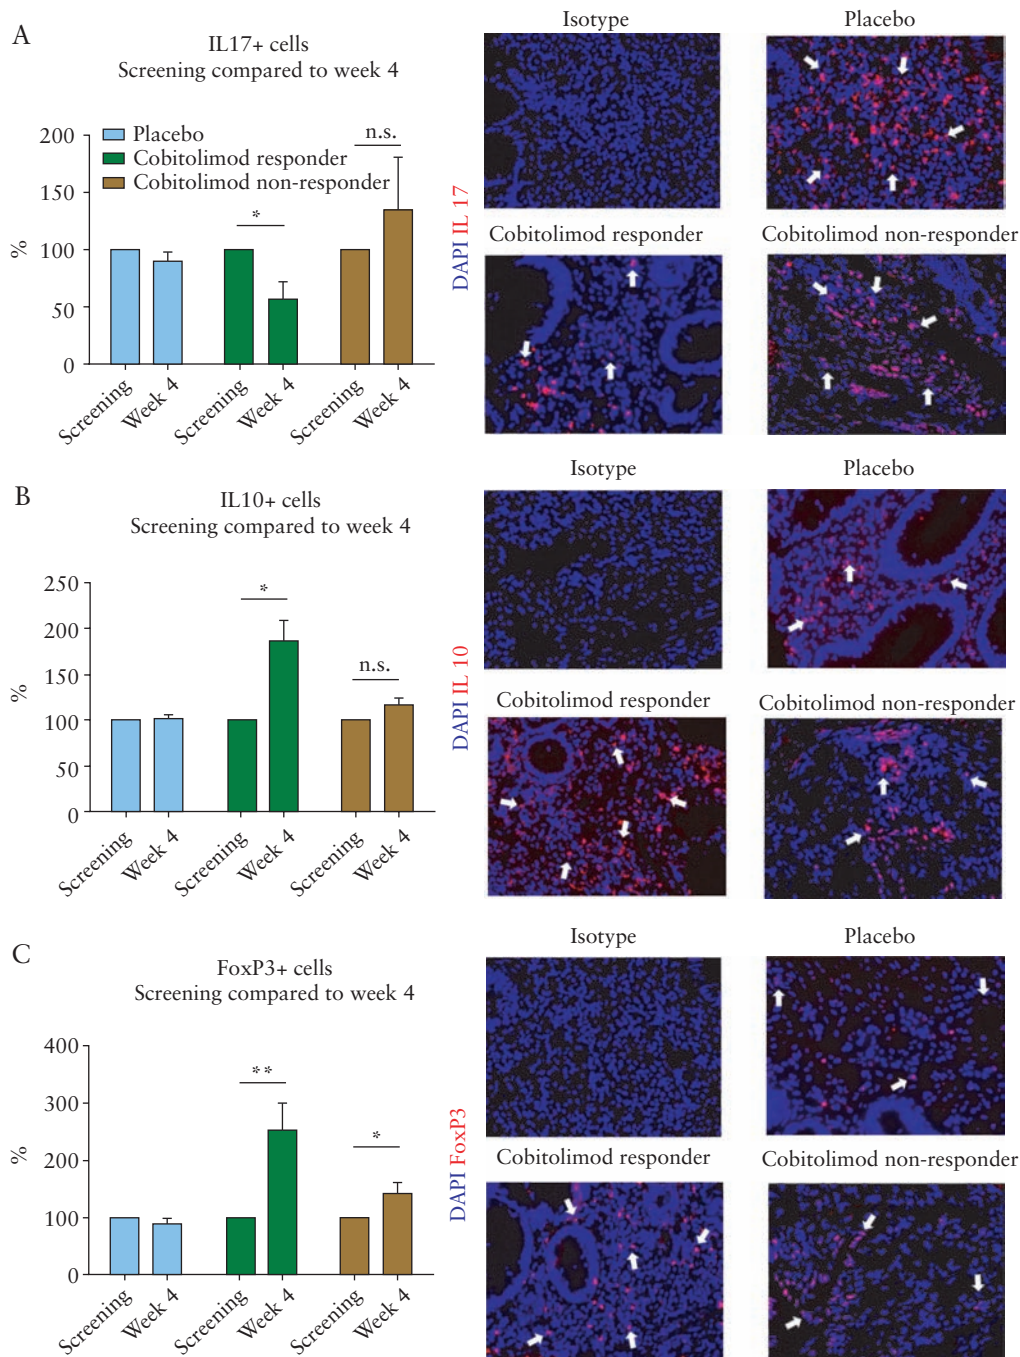 A
IL17+ cells
Screening compared to week 4
%
200
150
100
50
0
Placebo
Cobitolimod responder
Cobitolimod non-responder
*
n.s.
Screening
Week 4
Screening
Week 4
Screening
Week 4
DAPI IL 17
Isotype
Placebo
Cobitolimod responder
Cobitolimod non-responder
B
IL10+ cells
Screening compared to week 4
%
250
200
150
100
50
0
*
n.s.
Screening
Week 4
Screening
Week 4
Screening
Week 4
DAPI IL 10
Isotype
Placebo
Cobitolimod responder
Cobitolimod non-responder
C
FoxP3+ cells
Screening compared to week 4
%
400
300
200
100
0
**
*
Screening
Week 4
Screening
Week 4
Screening
Week 4
DAPI FoxP3
Isotype
Placebo
Cobitolimod responder
Cobitolimod non-responder